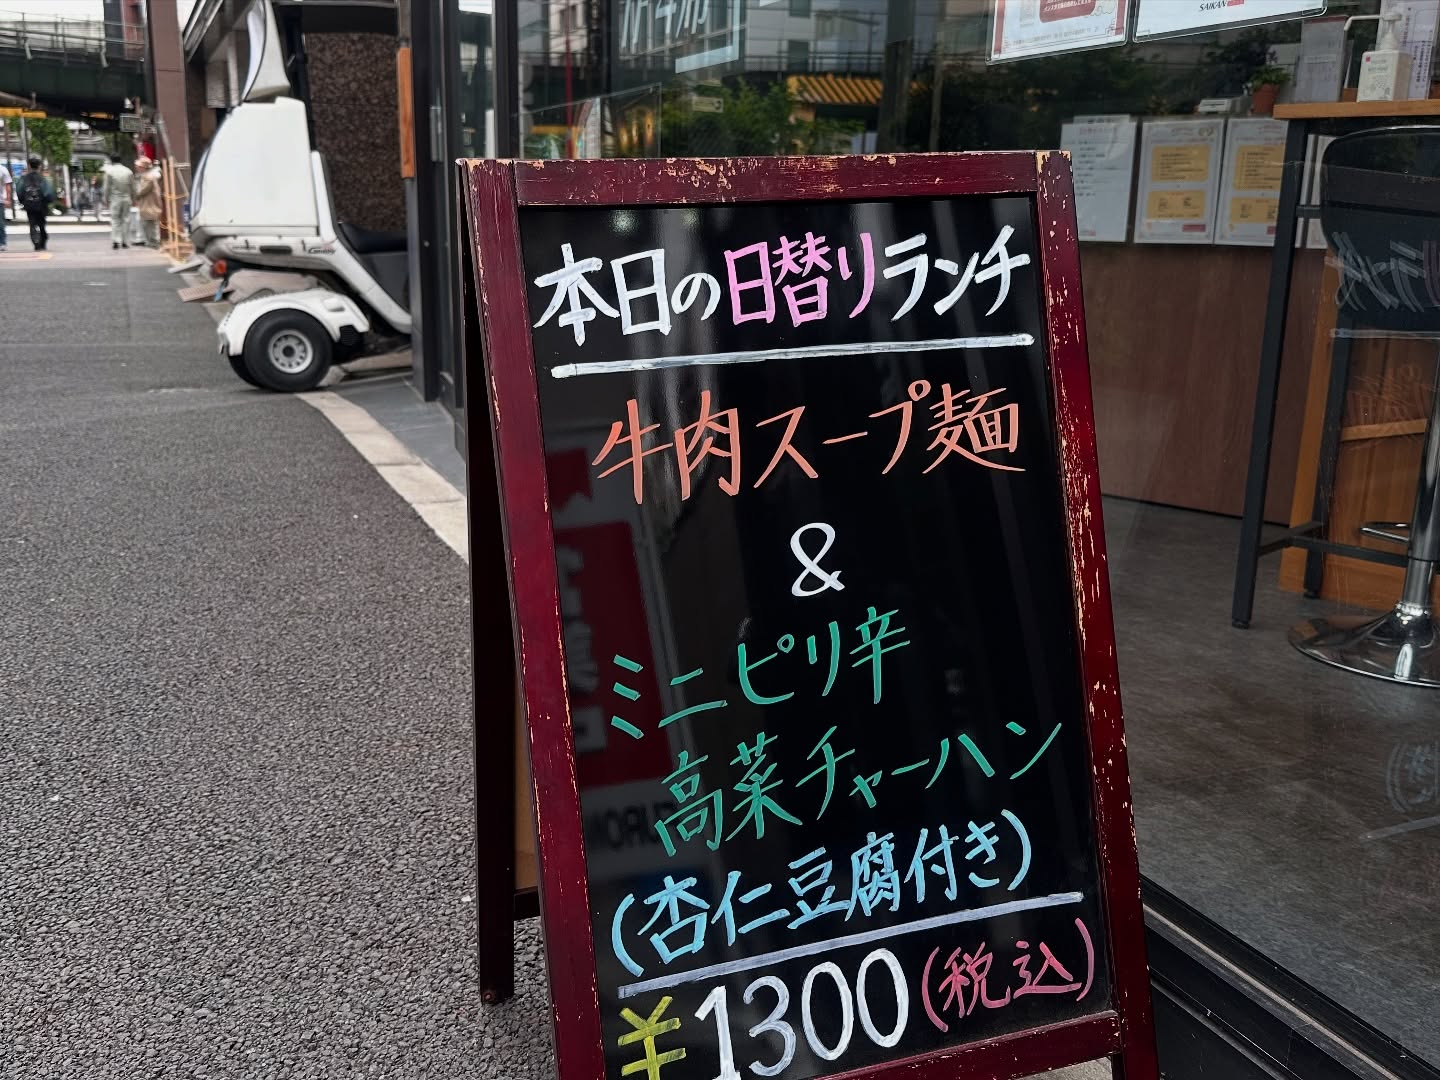 SAIKAN
本日の日替りランチ
牛肉スープ麺
&
ミニピリ辛
高菜チャーハン
(杏仁豆腐付き)
¥1300(税込)